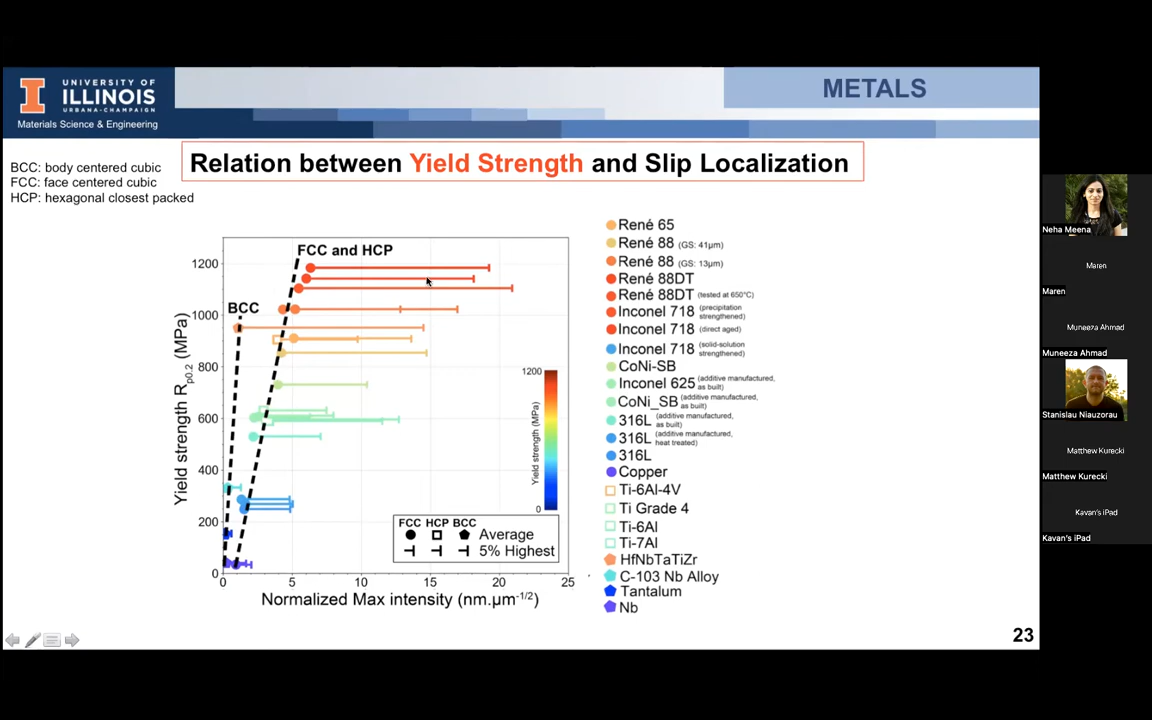 UNIVERSITY OF
ILLINOIS
URBANA-CHAMPAIGN
Materials Science & Engineering
METALS
BCC: body centered cubic
FCC: face centered cubic
HCP: hexagonal closest packed
Relation between Yield Strength and Slip Localization
FCC and HCP
BCC
Yield strength Rp0.2 (MPa)
1200
1000
800
600
400
200
0
0 5 10 15 20 25
Normalized Max intensity (nm.µm-1/2)
1200
Yield strength (MPa)
0
FCC HCP BCC
Average
5% Highest
René 65
René 88 (GS: 41µm)
René 88 (GS: 13µm)
René 88DT
René 88DT (tested at 650°C)
Inconel 718 (precipitation strengthened)
Inconel 718 (direct aged)
Inconel 718 (solid-solution strengthened)
CoNi-SB
Inconel 625 (additive manufactured, as built)
CoNi_SB (additive manufactured, as built)
316L (additive manufactured, as built)
316L (additive manufactured, heat treated)
316L
Copper
Ti-6Al-4V
Ti Grade 4
Ti-6Al
Ti-7Al
HfNbTaTiZr
C-103 Nb Alloy
Tantalum
Nb
23
Neha Meena
Maren
Maren
Muneeza Ahmad
Muneeza Ahmad
Stanislau Niauzorau
Matthew Kurecki
Matthew Kurecki
Kavan's iPad
Kavan's iPad